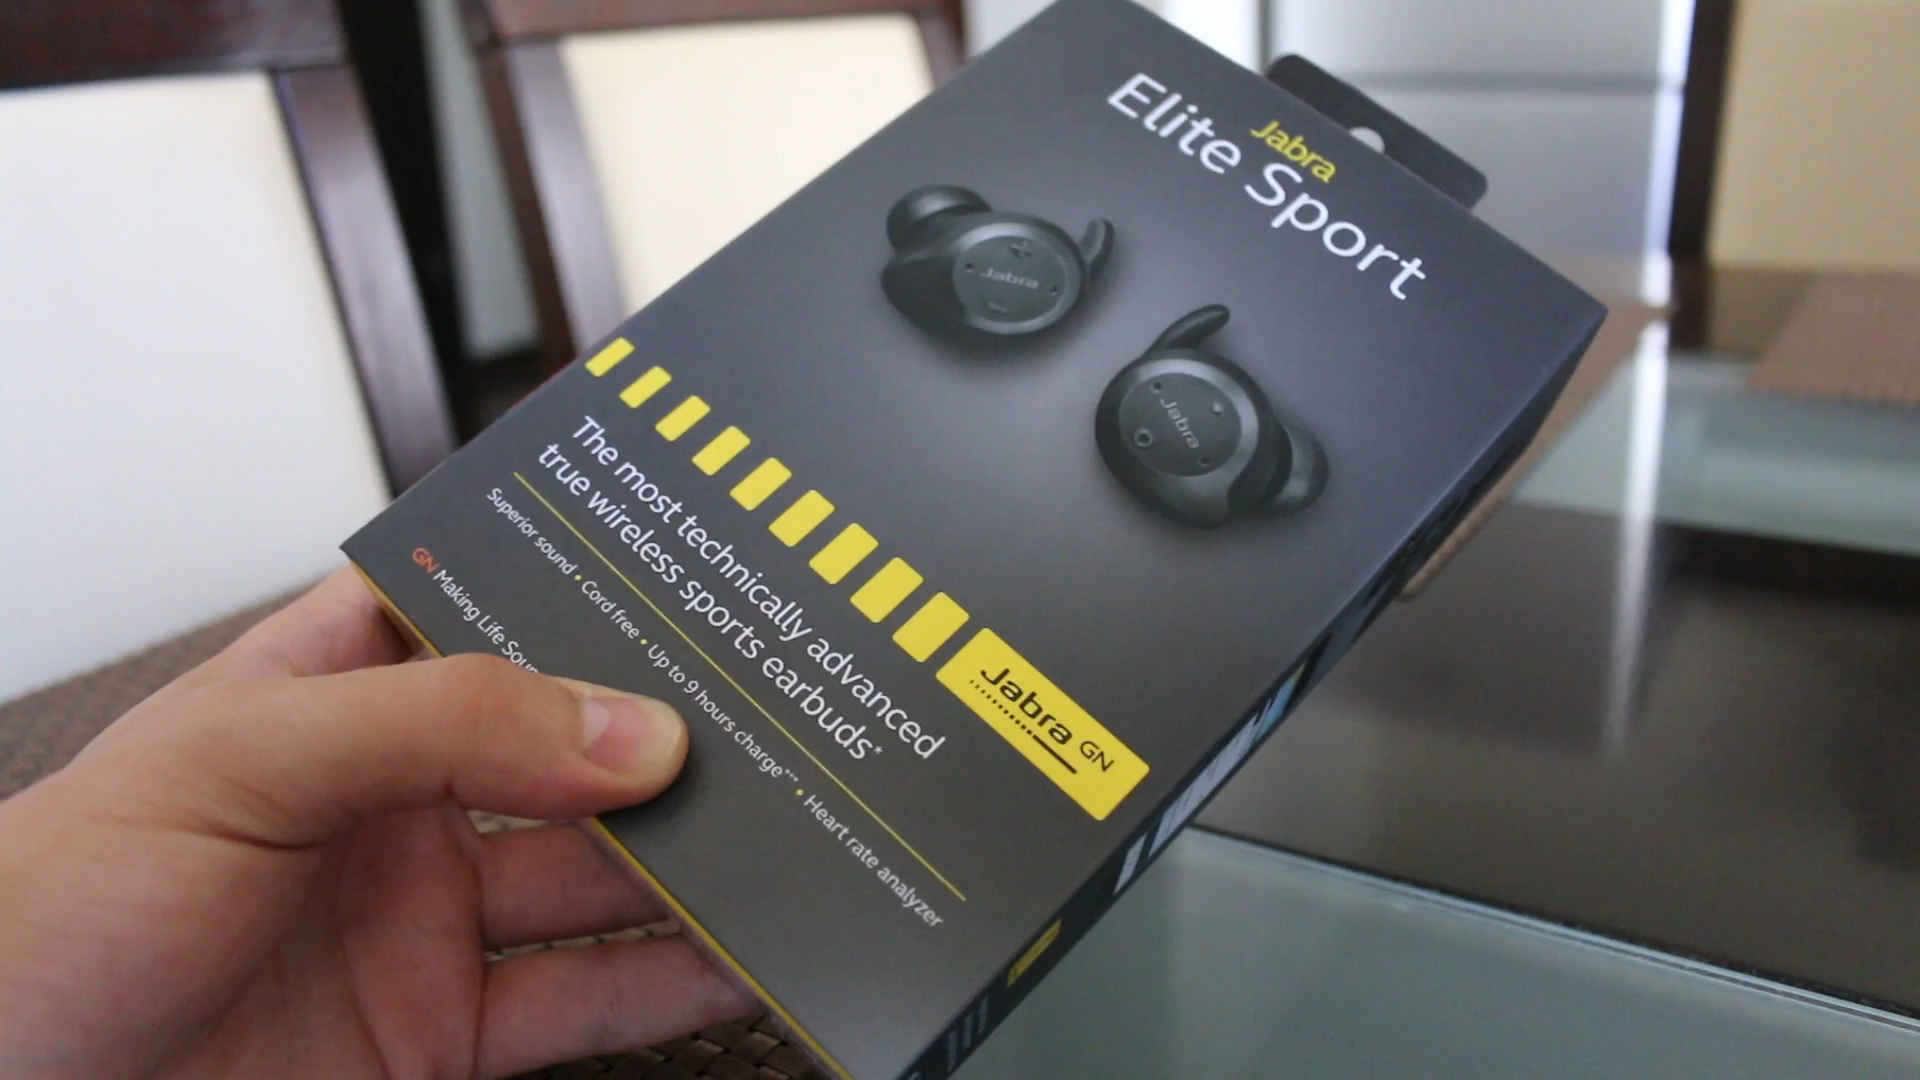 Jabra
Elite Sport
Jabra
Jabra
The most technically advanced
true wireless sports earbuds*
Superior sound • Cord free • Up to 9 hours charge*** • Heart rate analyzer
GN Making Life
Jabra GN